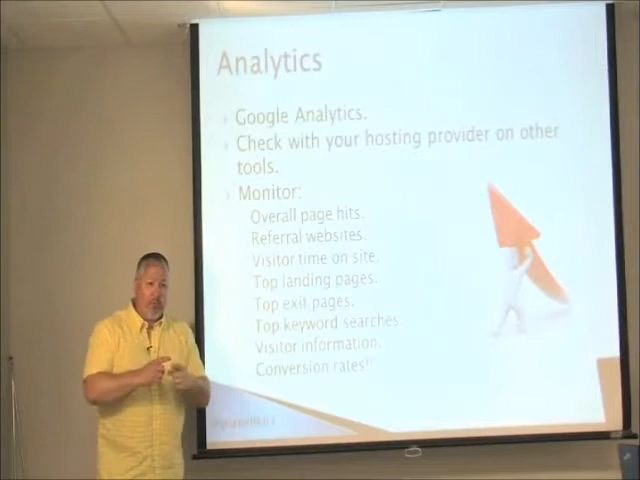 Analytics
Google Analytics.
Check with your hosting provider on other
tools.
Monitor:
Overall page hits.
Referral websites.
Visitor time on site.
Top landing pages.
Top exit pages.
Top keyword searches.
Visitor information.
Conversion rates!